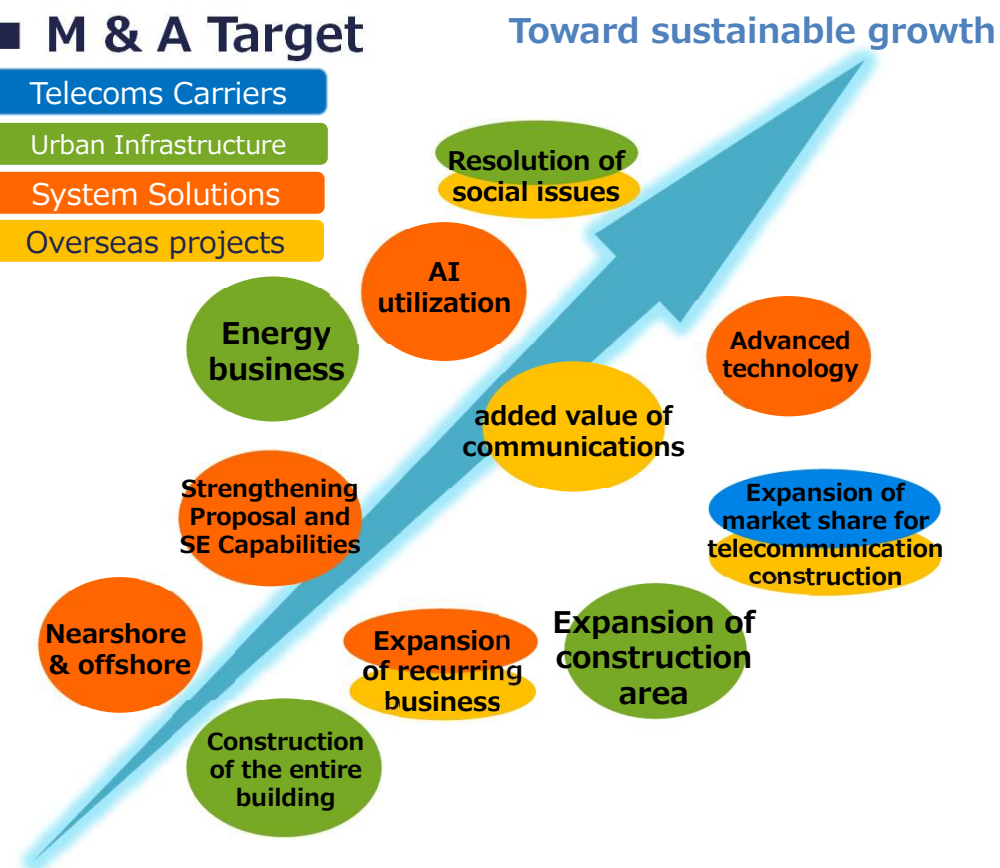 ■ M & A Target
Toward sustainable growth
Telecoms Carriers
Urban Infrastructure
System Solutions
Overseas projects
Resolution of
social issues
AI
utilization
Energy
business
Advanced
technology
added value of
communications
Strengthening
Proposal and
SE Capabilities
Expansion of
market share for
telecommunication
construction
Nearshore
& offshore
Expansion
of recurring
business
Expansion of
construction
area
Construction
of the entire
building